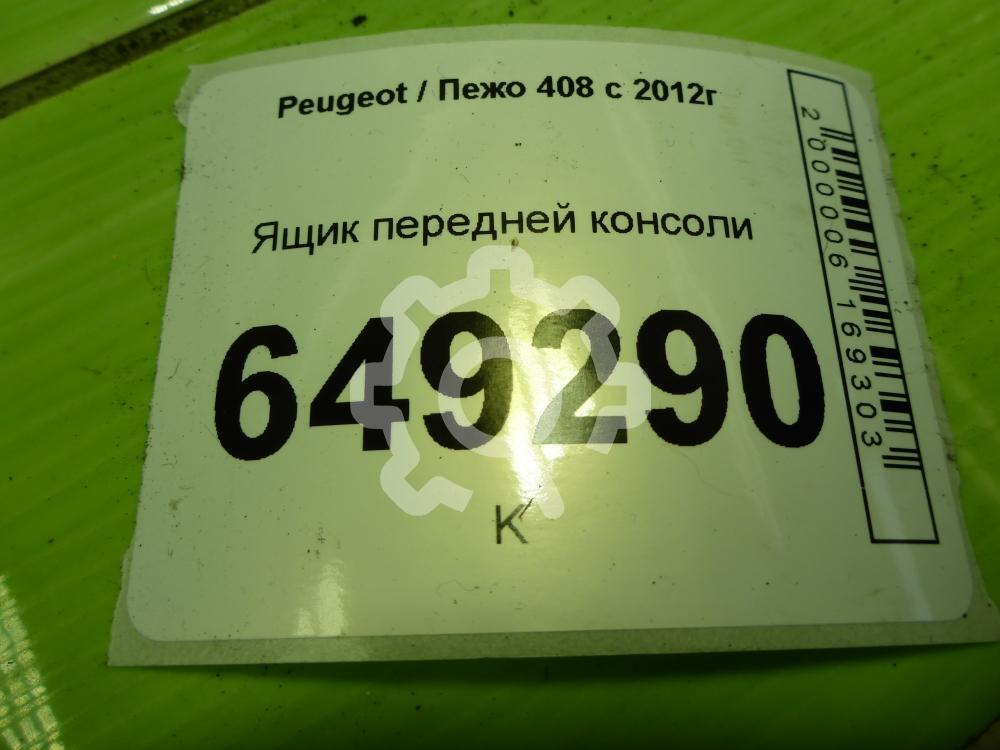 Peugeot / Пежо 408 с 2012г
Ящик передней консоли
649290
К
2000006169303